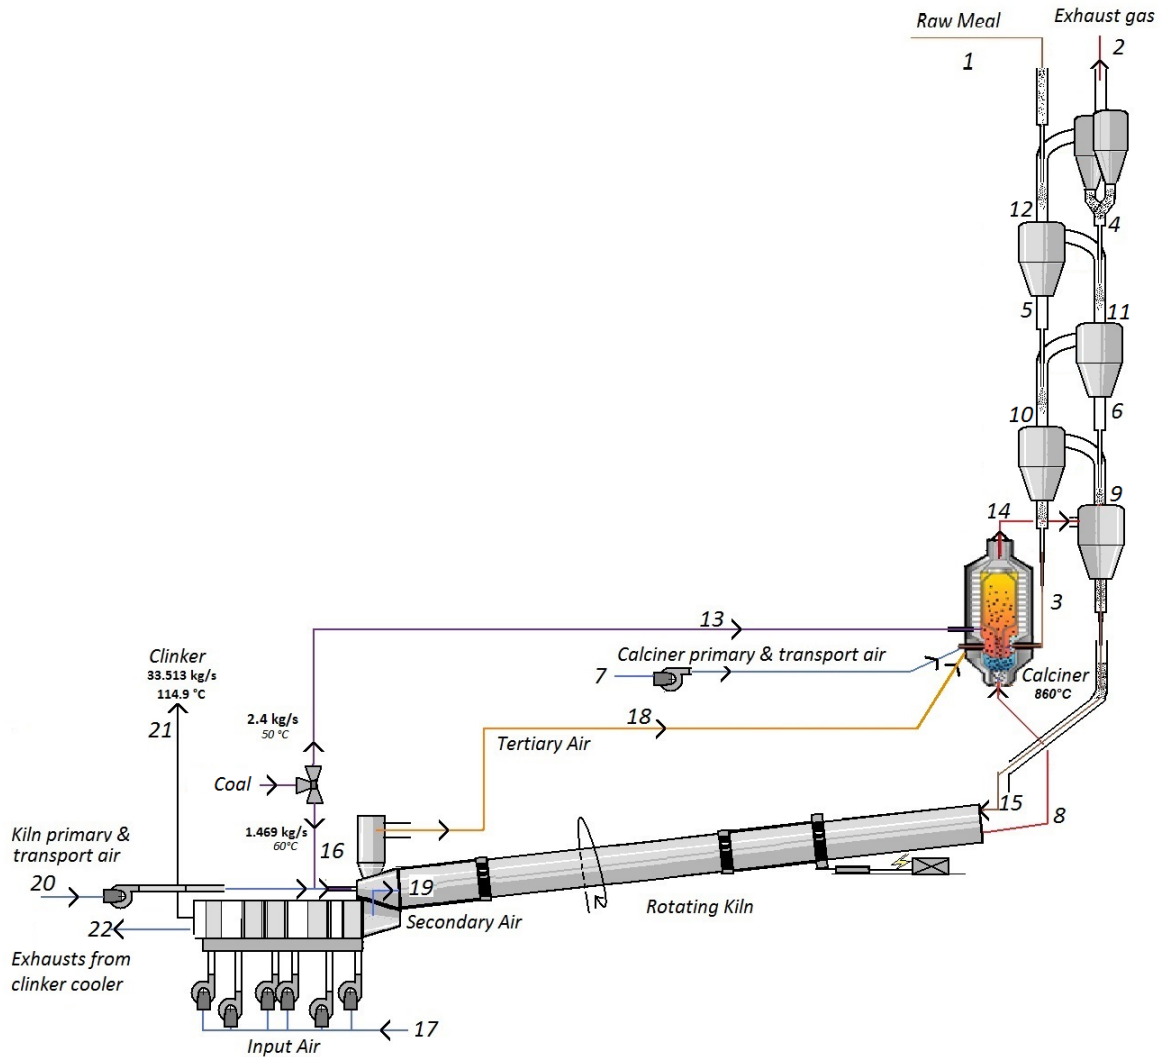 Raw Meal
1
Exhaust gas
2
12
4
5
11
10
6
14
9
3
13
Clinker
33.513 kg/s
114.9 °C
21
Calciner primary & transport air
7
Calciner
860°C
2.4 kg/s
50 °C
18
Tertiary Air
Coal
1.469 kg/s
60°C
15
8
Kiln primary &
transport air
16
20
19
Rotating Kiln
Secondary Air
22
Exhausts from
clinker cooler
17
Input Air